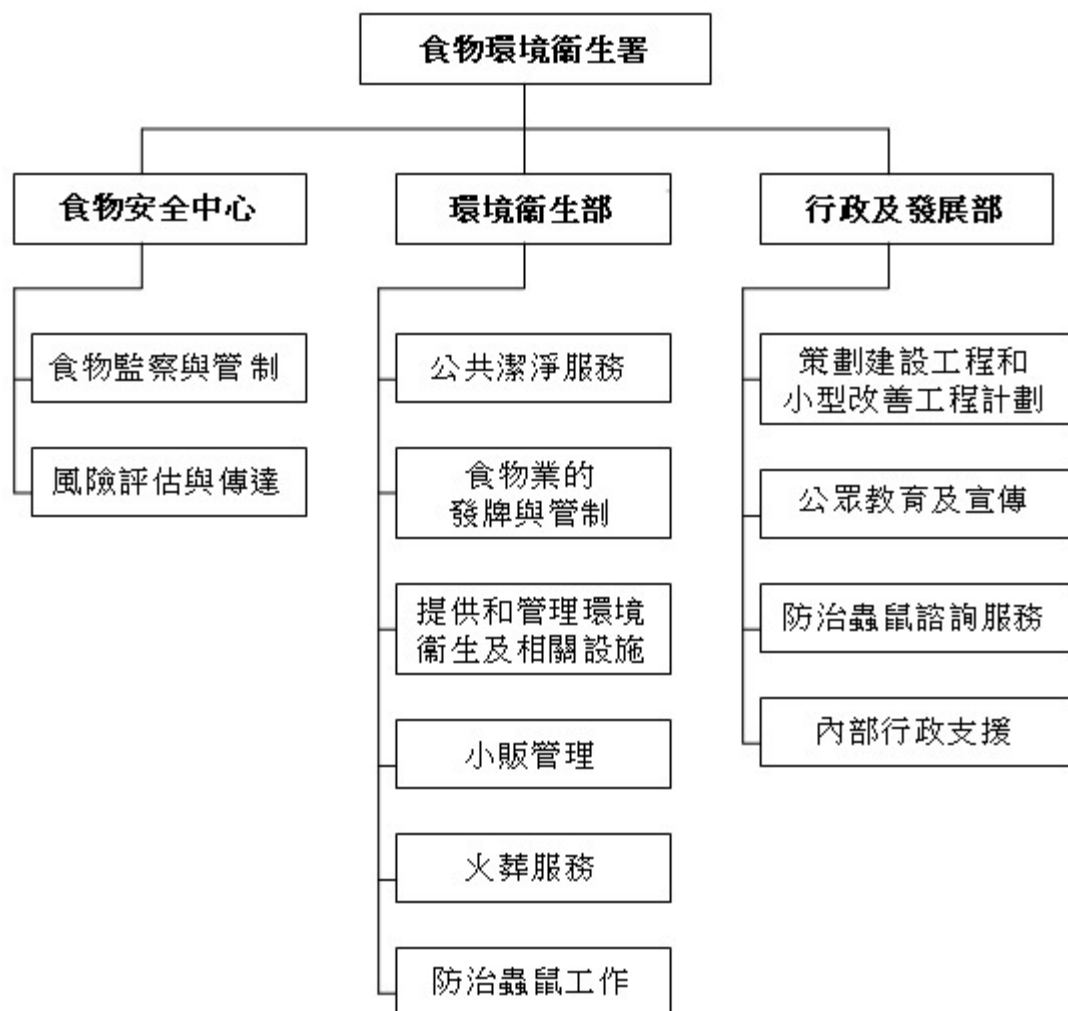 食物環境衞生署
食物安全中心
環境衞生部
行政及發展部
食物監察與管制
風險評估與傳達
公共潔淨服務
食物業的
發牌與管制
提供和管理環境
衞生及相關設施
小販管理
火葬服務
防治蟲鼠工作
策劃建設工程和
小型改善工程計劃
公眾教育及宣傳
防治蟲鼠諮詢服務
內部行政支援